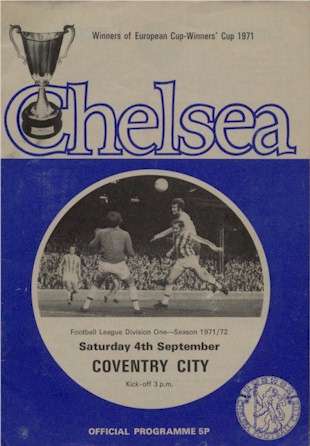 Winners of European Cup-Winners' Cup 1971
Chelsea
Football League Division One—Season 1971/72
Saturday 4th September
COVENTRY CITY
Kick-off 3 p.m.
OFFICIAL PROGRAMME 5P